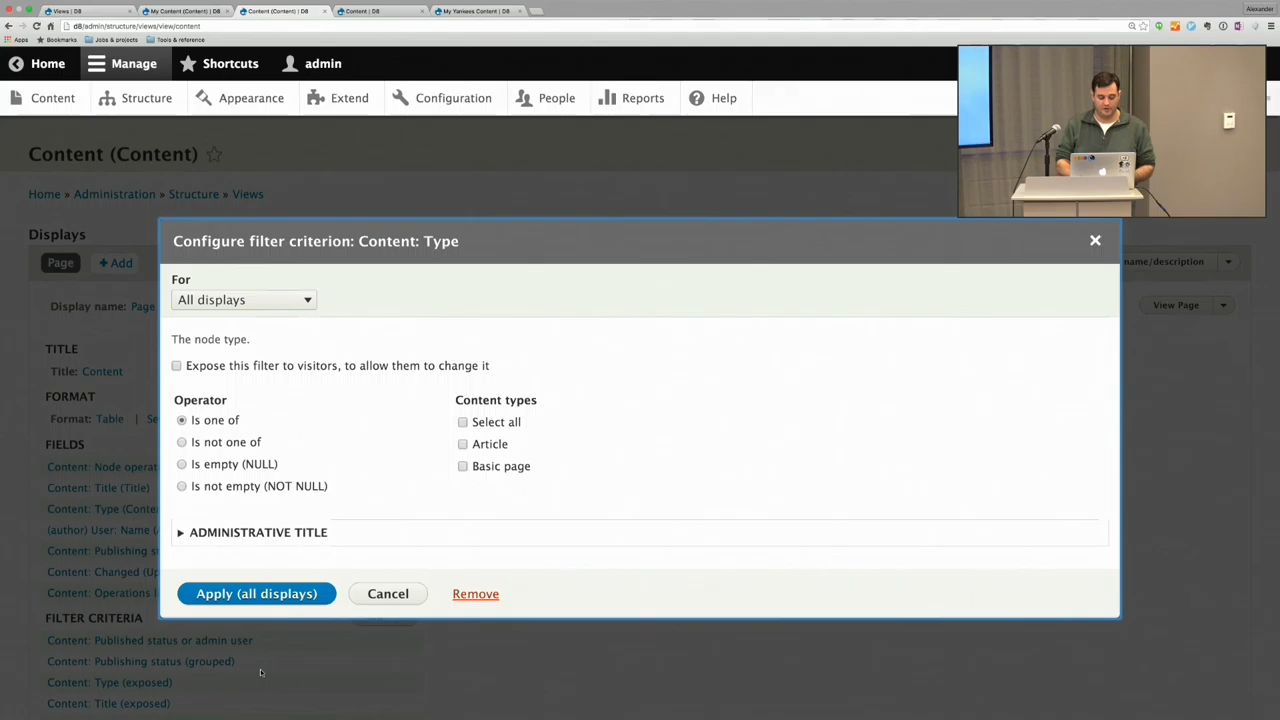 Views | D8
My Content (Content) | D8
Content (Content) | D8
Content | D8
My Yankees Content | D8
Alexander
d8/admin/structure/views/view/content
Apps
Bookmarks
Jobs & projects
Tools & reference
Home
Manage
Shortcuts
admin
Content
Structure
Appearance
Extend
Configuration
People
Reports
Help
Content (Content)
Home » Administration » Structure » Views
Displays
Page
+ Add
name/description
Display name: Page
View Page
TITLE
Title: Content
FORMAT
Format: Table | Se
FIELDS
Content: Node operat
Content: Title (Title)
Content: Type (Conte
(author) User: Name (A
Content: Publishing st
Content: Changed (Up
Content: Operations l
FILTER CRITERIA
Content: Published status or admin user
Content: Publishing status (grouped)
Content: Type (exposed)
Content: Title (exposed)
Configure filter criterion: Content: Type
For
All displays
The node type.
Expose this filter to visitors, to allow them to change it
Operator
Is one of
Is not one of
Is empty (NULL)
Is not empty (NOT NULL)
Content types
Select all
Article
Basic page
ADMINISTRATIVE TITLE
Apply (all displays)
Cancel
Remove